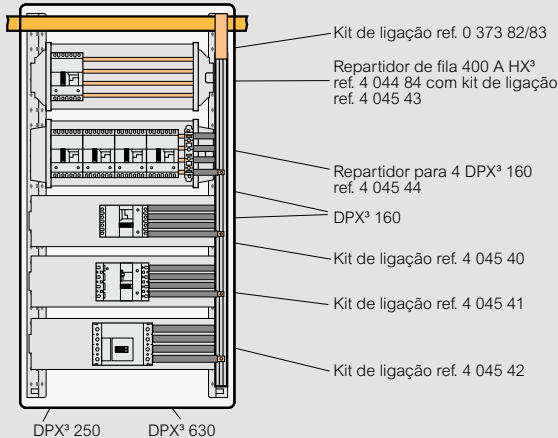 Kit de ligação ref. 0 373 82/83
Repartidor de fila 400 A HX³
ref. 4 044 84 com kit de ligação
ref. 4 045 43
Repartidor para 4 DPX³ 160
ref. 4 045 44
DPX³ 160
Kit de ligação ref. 4 045 40
Kit de ligação ref. 4 045 41
Kit de ligação ref. 4 045 42
DPX³ 250
DPX³ 630